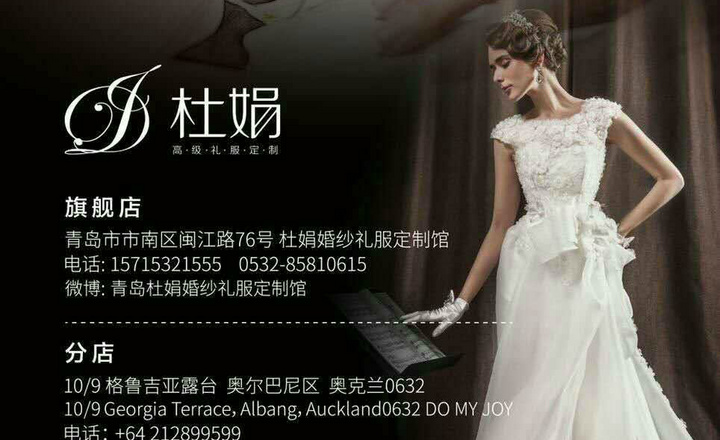 杜娟
高·级·礼·服·定·制
旗舰店
青岛市市南区闽江路76号 杜娟婚纱礼服定制馆
电话: 15715321555 0532-85810615
微博: 青岛杜娟婚纱礼服定制馆
分店
10/9 格鲁吉亚露台 奥尔巴尼区 奥克兰0632
10/9 Georgia Terrace, Albang, Auckland0632 DO MY JOY
电话: +64 212899599